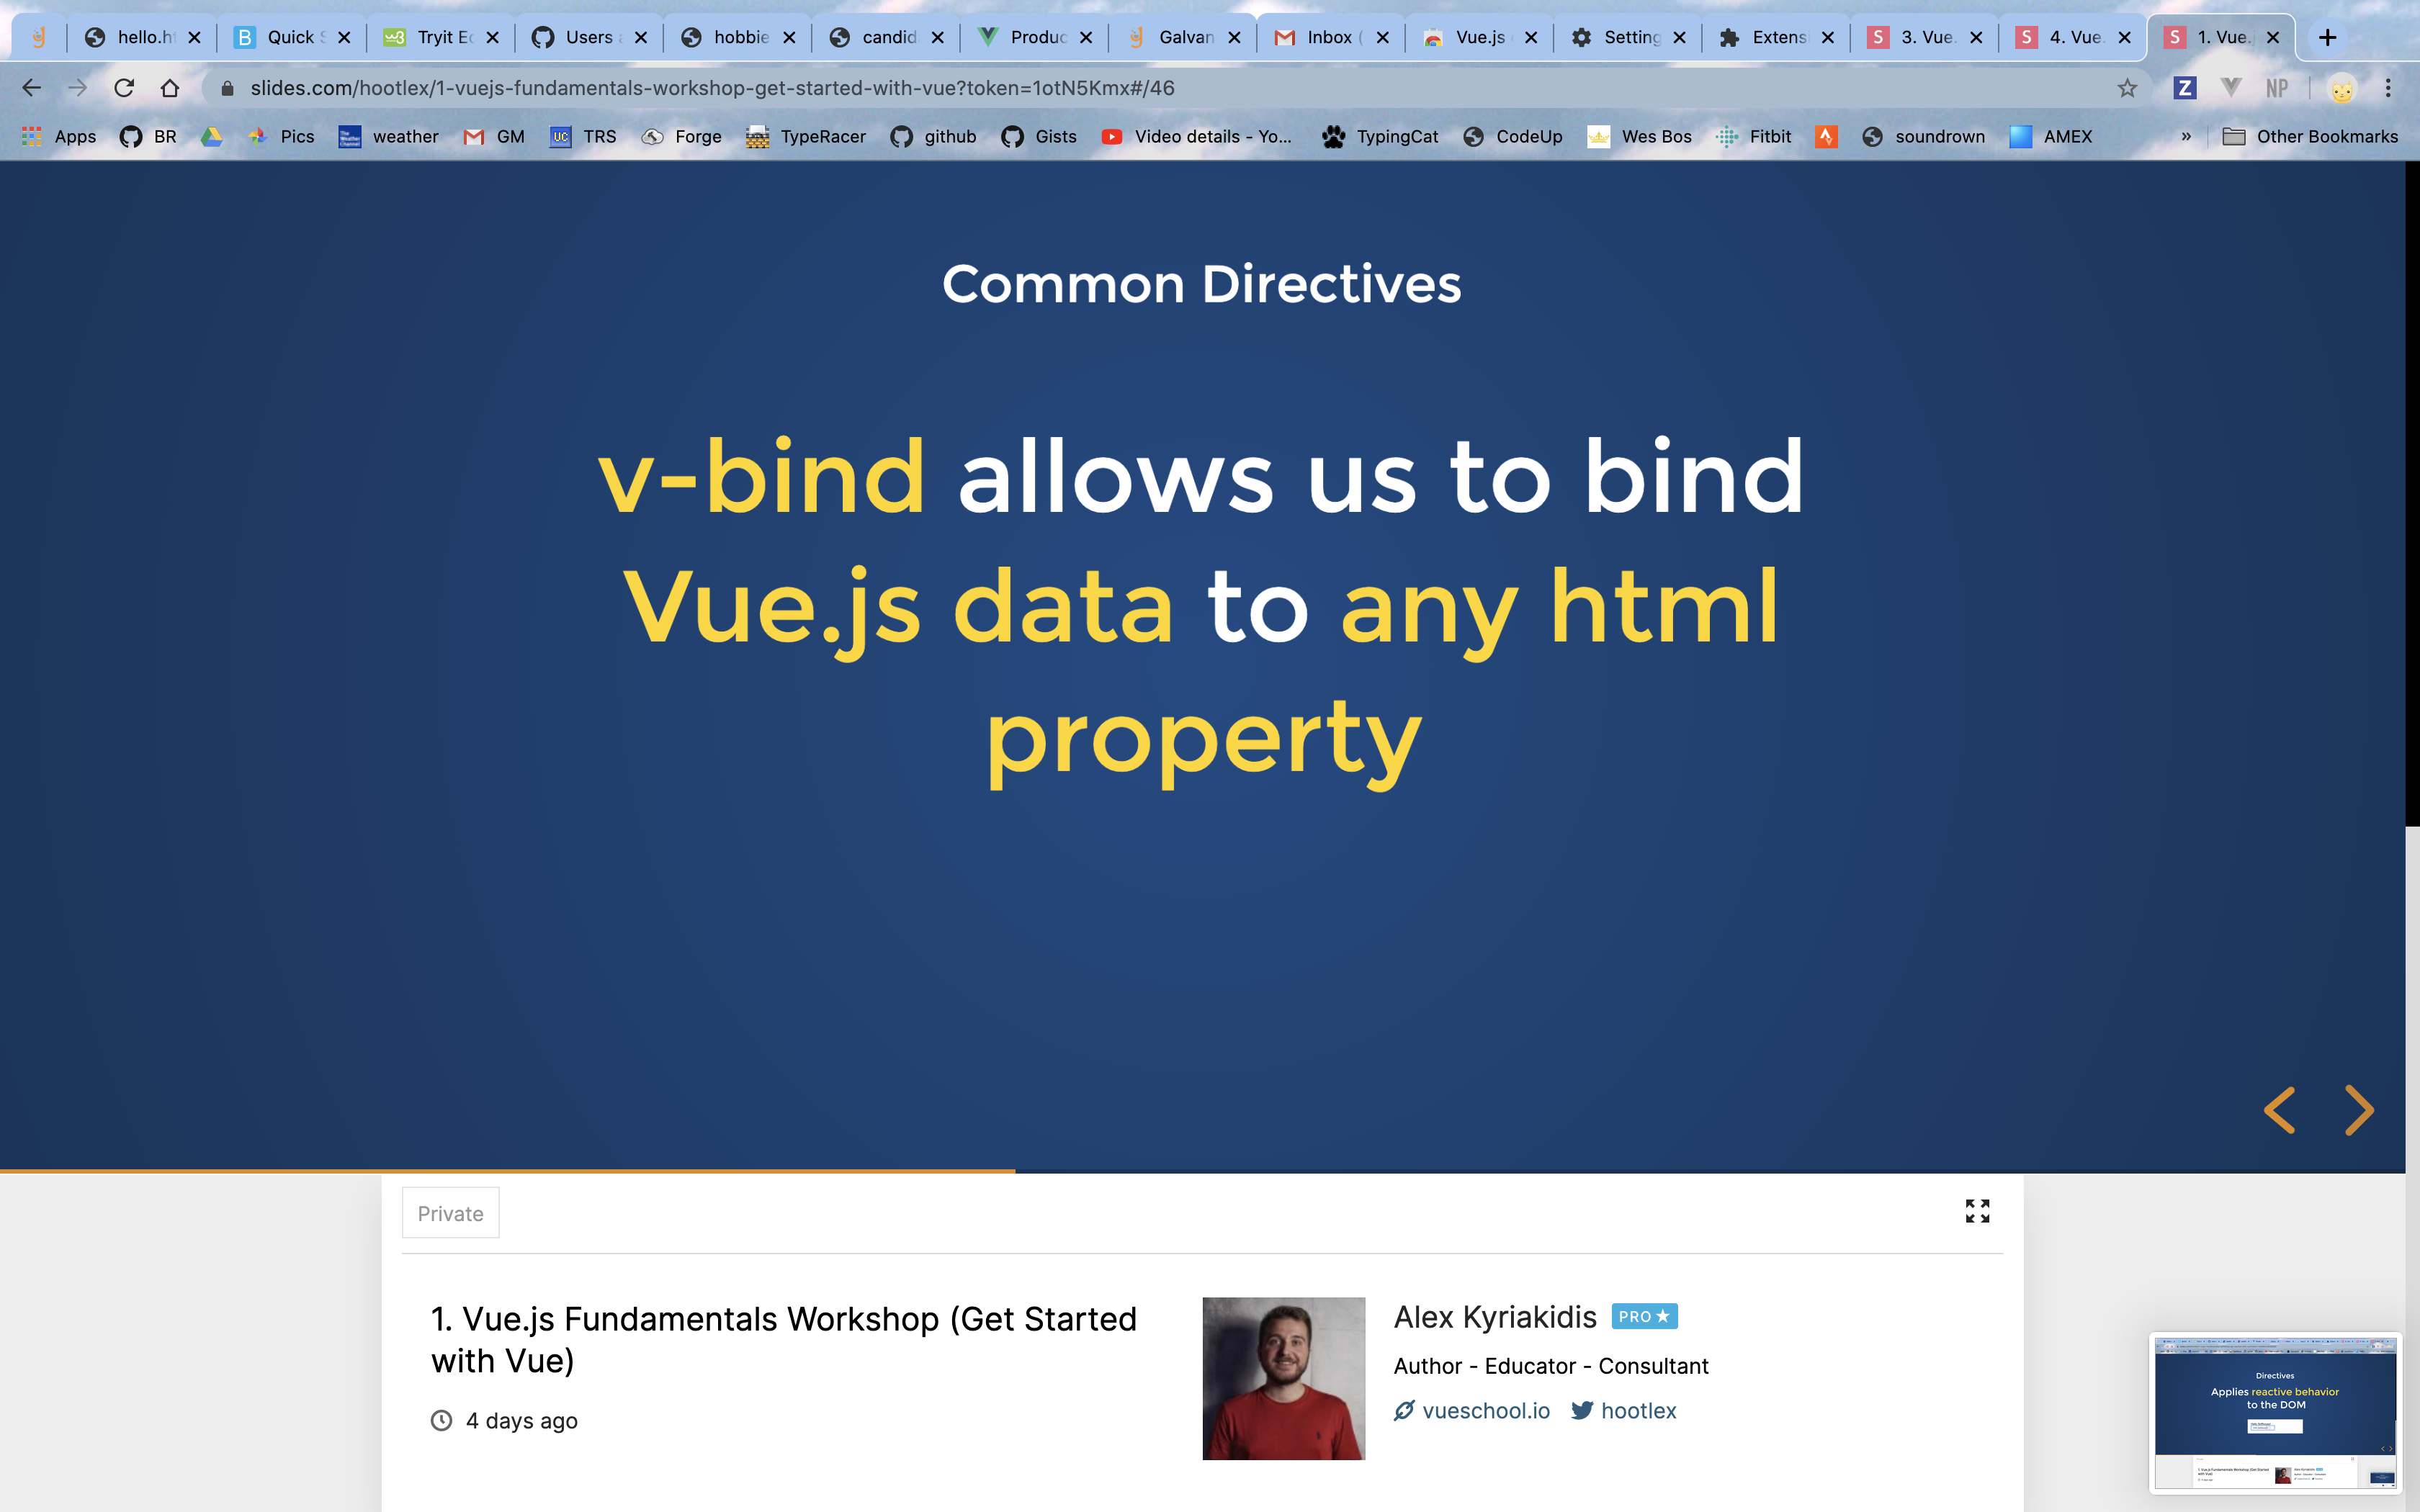 hello.h
Quick S
Tryit Ec
Users a
hobbie
candid
Produc
Galvan
Inbox (
Vue.js
Setting
Extensi
S 3. Vue.
S 4. Vue.
S 1. Vue.
slides.com/hootlex/1-vuejs-fundamentals-workshop-get-started-with-vue?token=1otN5Kmx#/46
Z
NP
Apps BR Pics weather GM UC TRS Forge TypeRacer github Gists Video details - Yo... TypingCat CodeUp Wes Bos Fitbit soundrown AMEX » Other Bookmarks
Common Directives
v-bind allows us to bind
Vue.js data to any html
property
Private
1. Vue.js Fundamentals Workshop (Get Started
with Vue)
4 days ago
Alex Kyriakidis PRO
Author - Educator - Consultant
vueschool.io hootlex
Directives
Applies reactive behavior
to the DOM